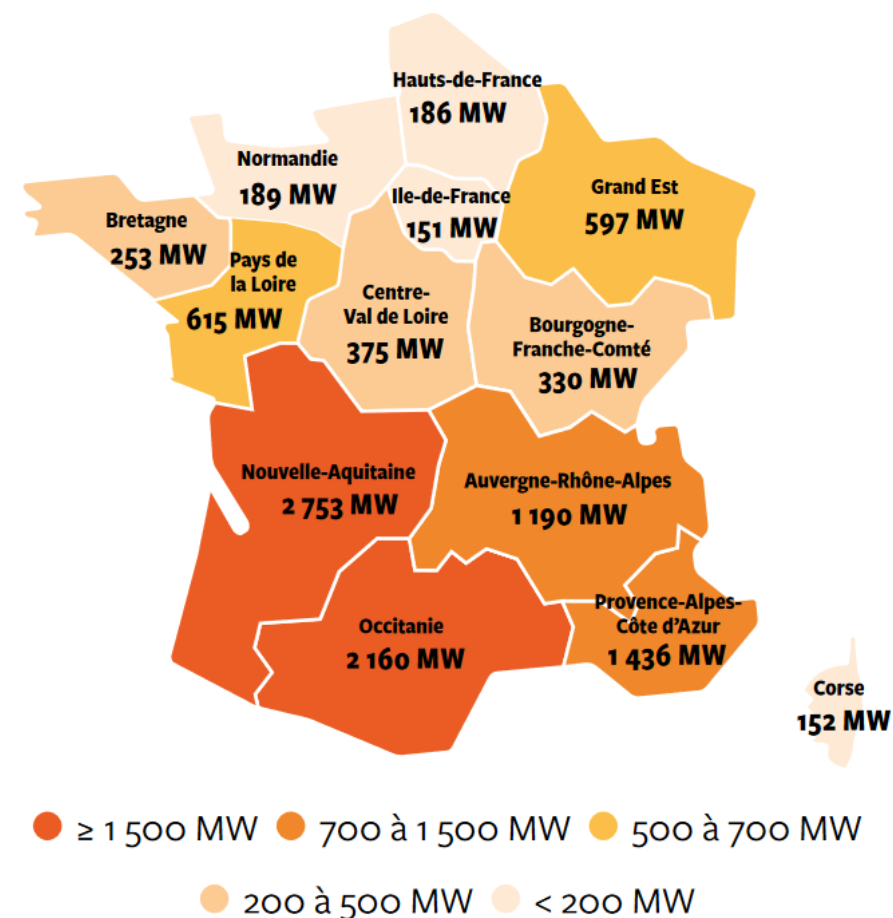 Hauts-de-France
186 MW
Normandie
189 MW
Ile-de-France
151 MW
Grand Est
597 MW
Bretagne
253 MW
Pays de
la Loire
615 MW
Centre-
Val de Loire
375 MW
Bourgogne-
Franche-Comté
330 MW
Nouvelle-Aquitaine
2 753 MW
Auvergne-Rhône-Alpes
1 190 MW
Provence-Alpes-
Côte d'Azur
1 436 MW
Occitanie
2 160 MW
Corse
152 MW
≥ 1 500 MW 700 à 1 500 MW 500 à 700 MW
200 à 500 MW < 200 MW